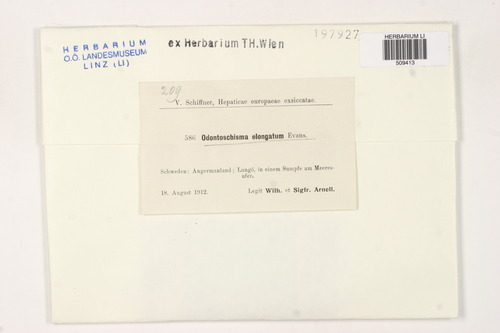 HERBARIUM
O.Ö. LANDESMUSEUM
LINZ (LI)
ex Herbarium TH.Wien
197927
HERBARIUM LI
509413
209
V. Schiffner, Hepaticae europaeae exsiccatae.
586 Odontoschisma elongatum Evans.
Schweden: Angermanland; Langö, in einem Sumpfe am Meeres-
ufer.
18. August 1912. Legit Wilh. et Sigfr. Arnell.